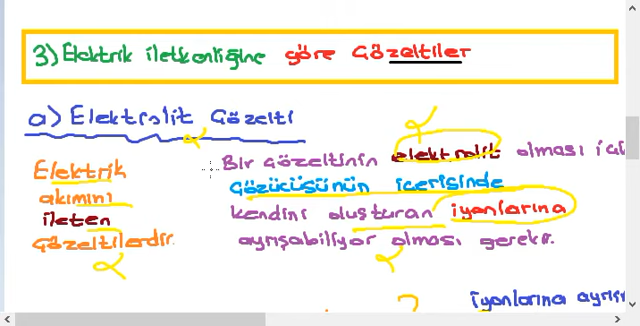 3) Elektrik iletkenliğine göre Çözeltiler
a) Elektrolit Çözelti
Elektrik
akımını
ileten
çözeltilerdir.
Bir çözeltinin elektrolit olması için
çözücüsünün içerisinde
kendini oluşturan iyonlarına
ayrışabiliyor olması gerekir.
?
iyonlarına